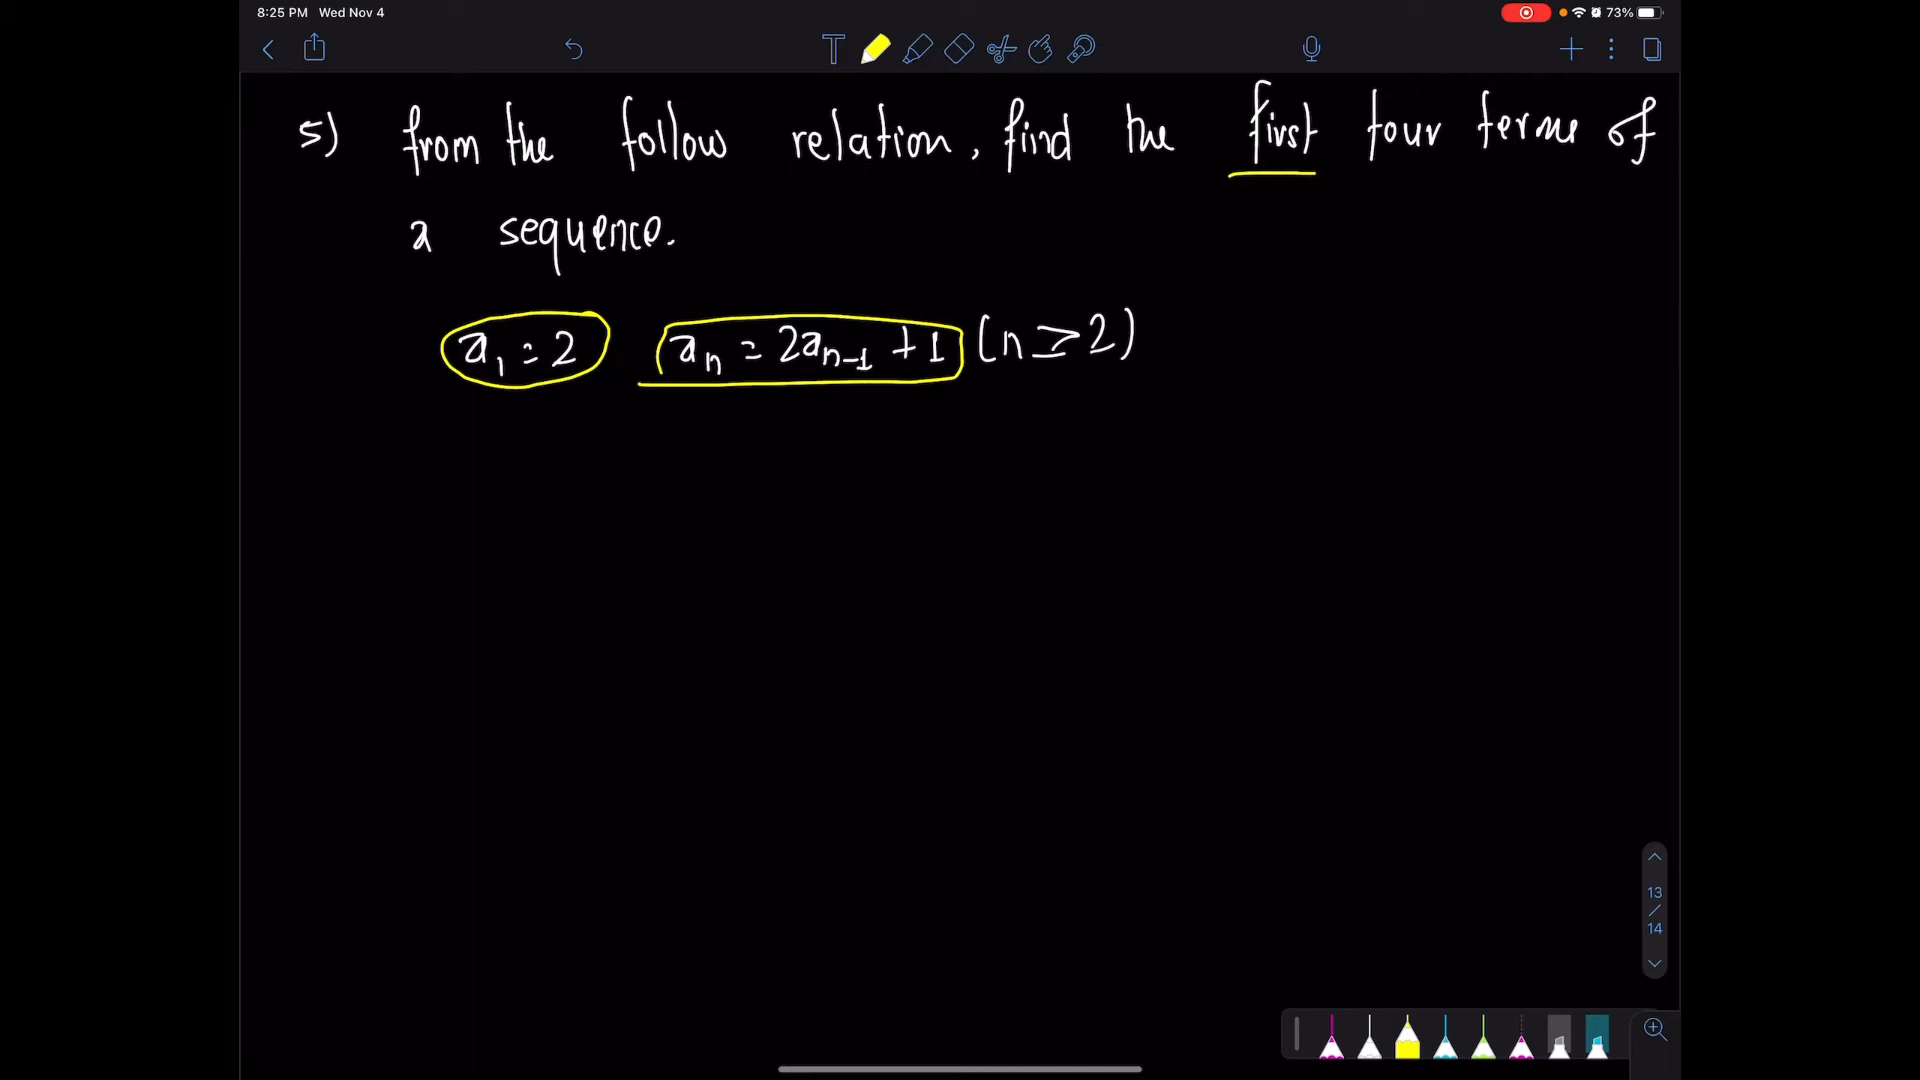 8:25 PM Wed Nov 4
73%
5) from the follow relation, find the first four terms of
a sequence.
a₁ = 2 aₙ = 2aₙ₋₁ + 1 (n ≥ 2)
13
/
14